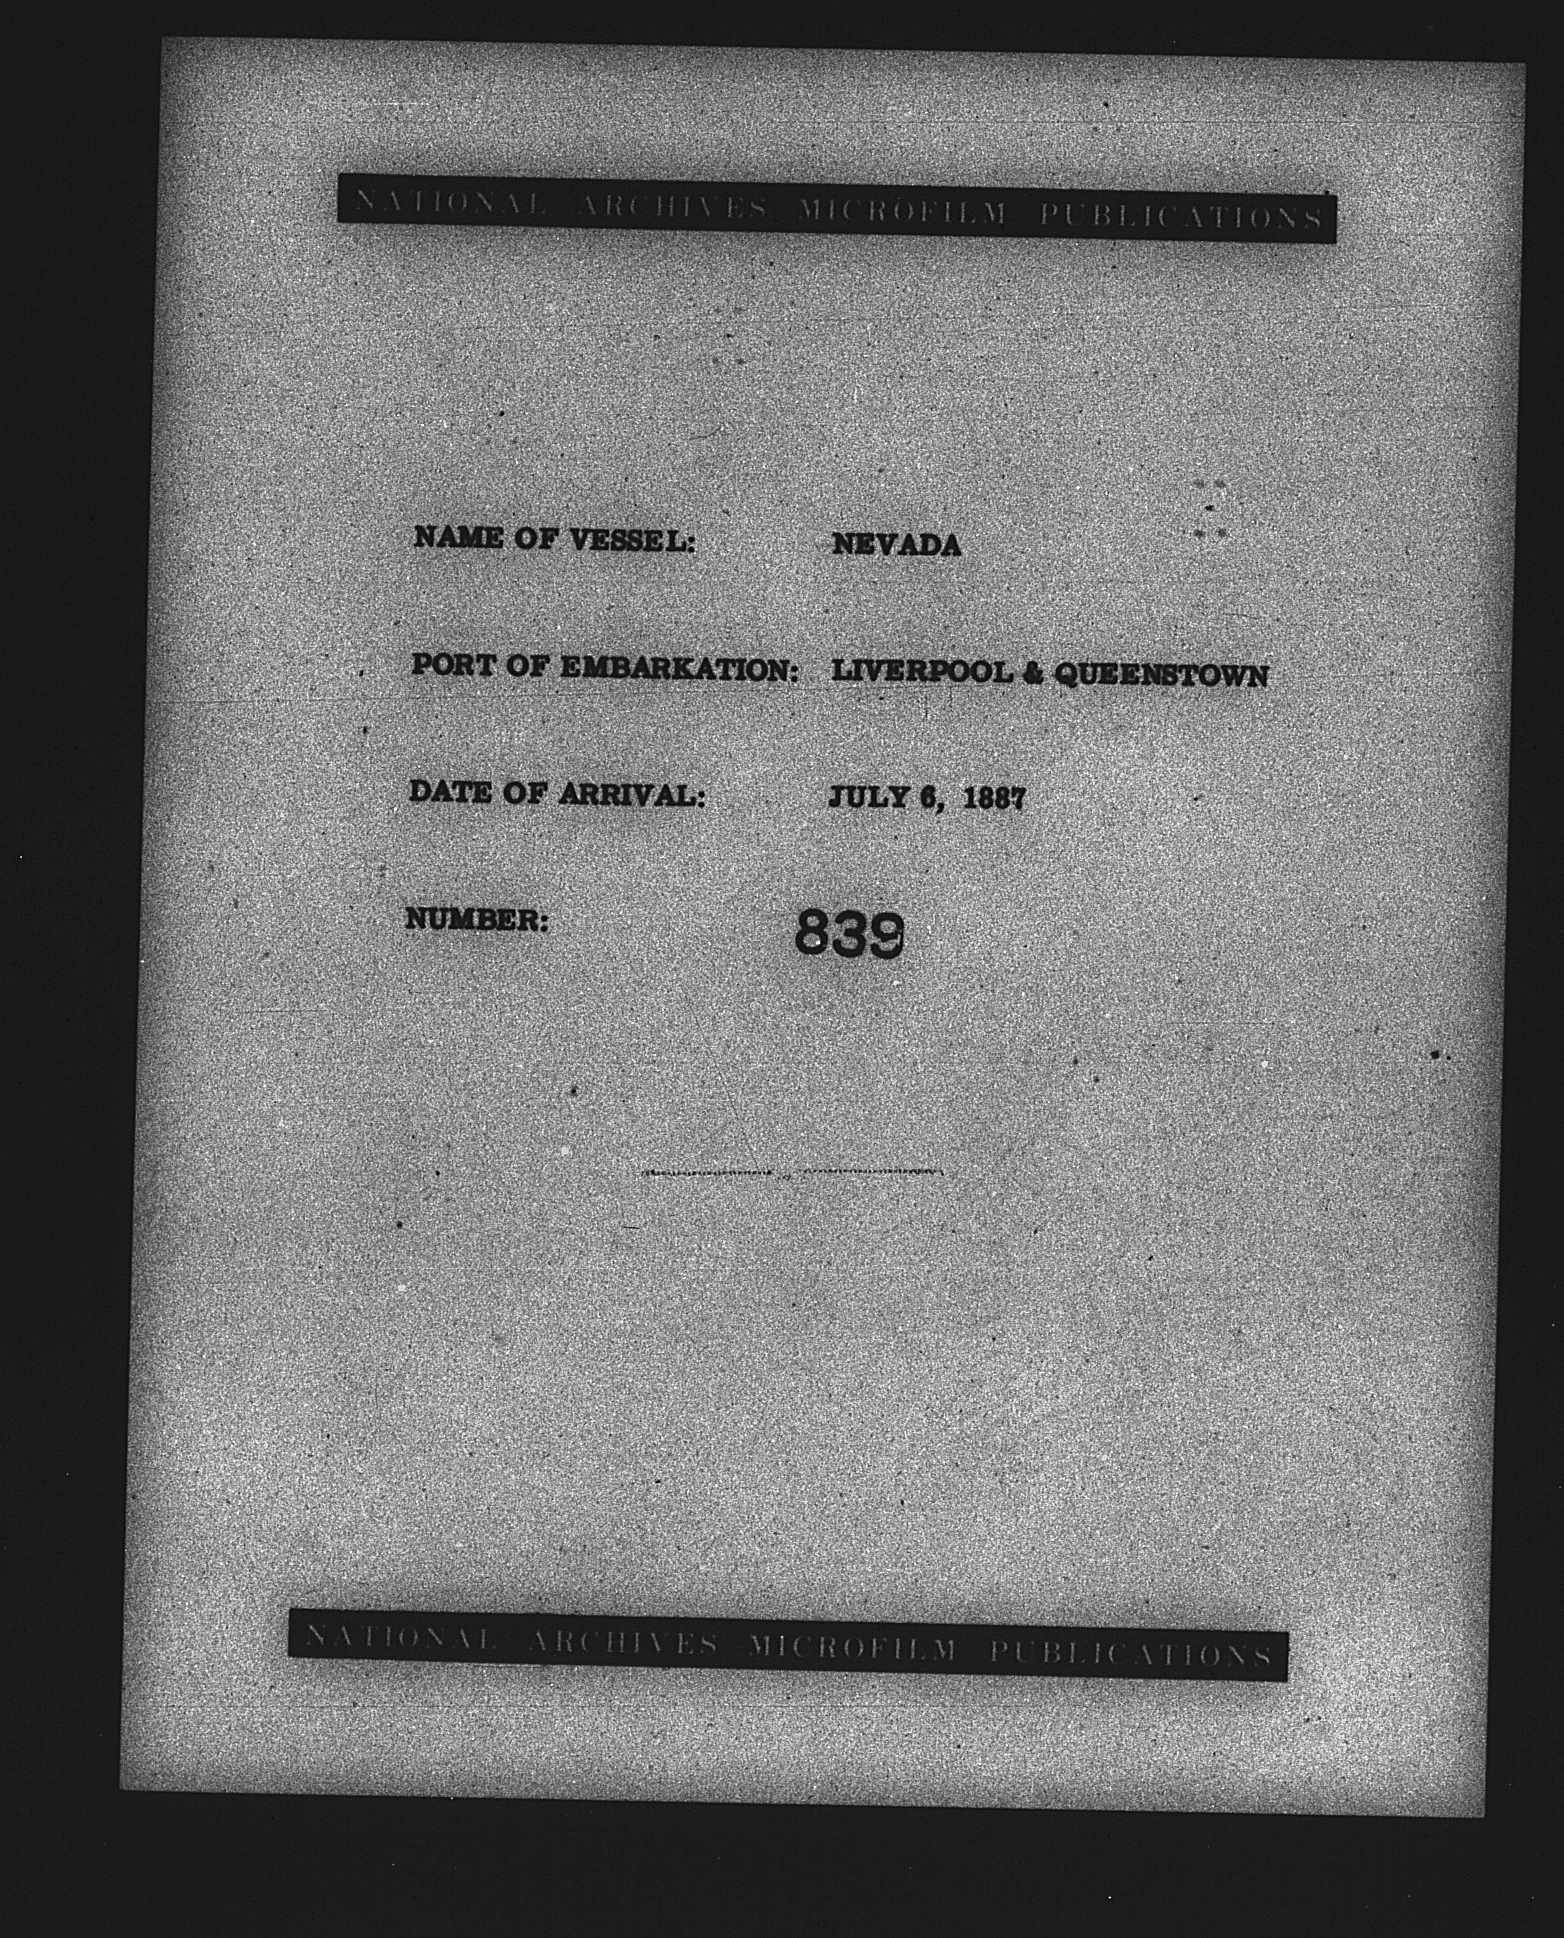 NATIONAL ARCHIVES MICROFILM PUBLICATIONS
NAME OF VESSEL: NEVADA
PORT OF EMBARKATION: LIVERPOOL & QUEENSTOWN
DATE OF ARRIVAL: JULY 6, 1887
NUMBER: 839
NATIONAL ARCHIVES MICROFILM PUBLICATIONS